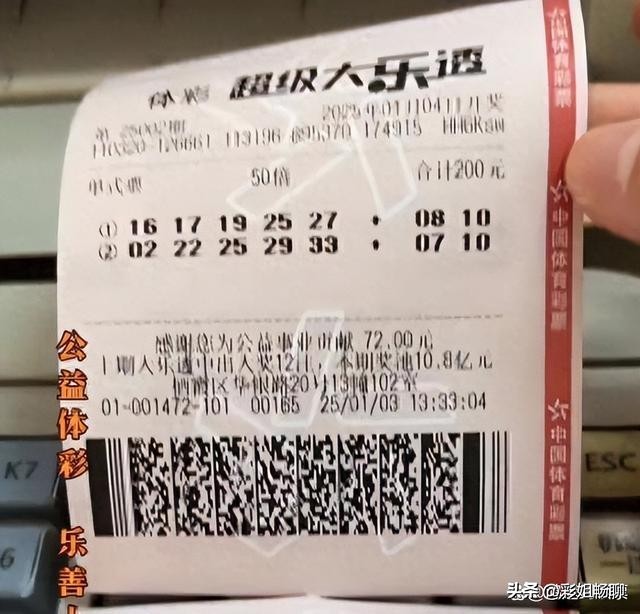 体彩 超级大乐透
第25002期 2025年01月04日开奖
110320-126661 113196 895370 174915
单式票 50倍 合计200元
① 16 17 19 25 27 * 08 10
② 02 22 25 29 33 * 07 10
感谢您为公益事业贡献 72.00元
上期大乐透中出大奖12注，本期奖池10.8亿元
01-001472-101 00165 25/01/03 13:33:04
公益体彩 乐善
中国体育彩票
中国体育彩票
中国体育彩票
K7
6
ESC
头条 @彩姐畅聊